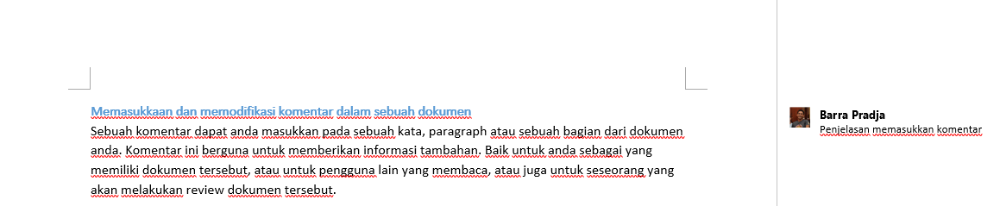 Memasukkaan dan memodifikasi komentar dalam sebuah dokumen
Sebuah komentar dapat anda masukkan pada sebuah kata, paragraph atau sebuah bagian dari dokumen
anda. Komentar ini berguna untuk memberikan informasi tambahan. Baik untuk anda sebagai yang
memiliki dokumen tersebut, atau untuk pengguna lain yang membaca, atau juga untuk seseorang yang
akan melakukan review dokumen tersebut.
Barra Pradja
Penjelasan memasukkan komentar